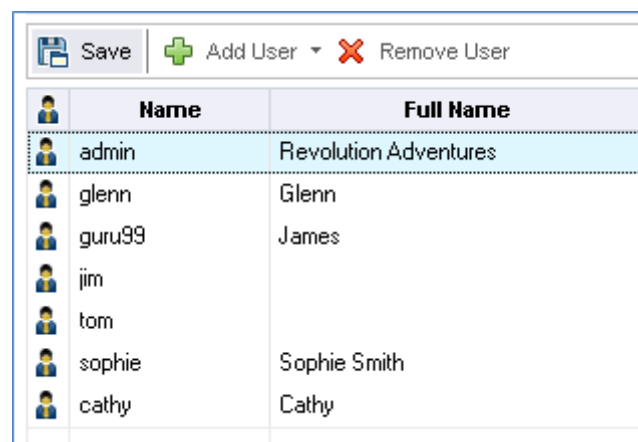 Save Add User Remove User
Name Full Name
admin Revolution Adventures
glenn Glenn
guru99 James
jim
tom
sophie Sophie Smith
cathy Cathy